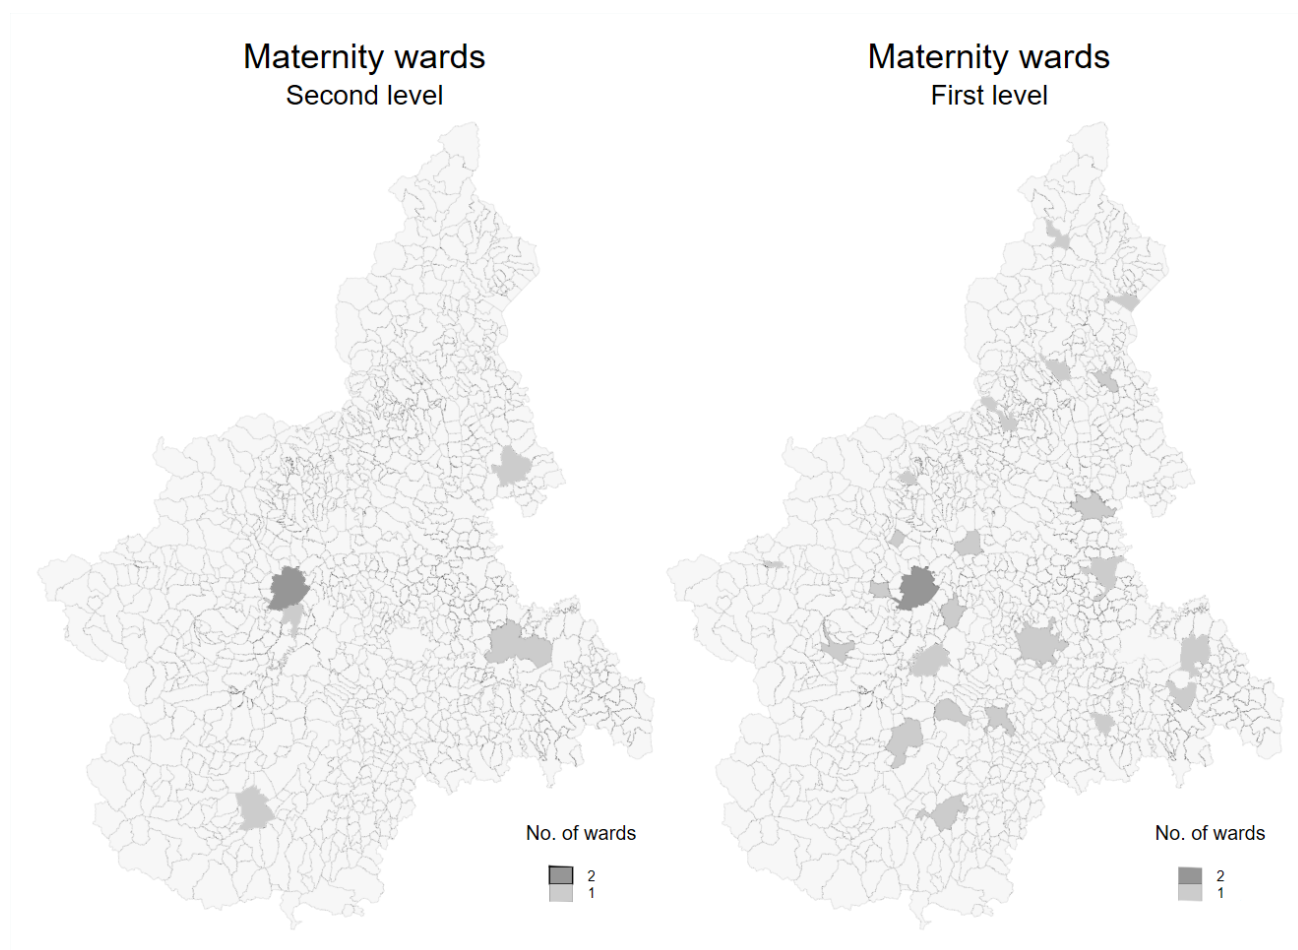 Maternity wards
Second level
No. of wards
2
1
Maternity wards
First level
No. of wards
2
1